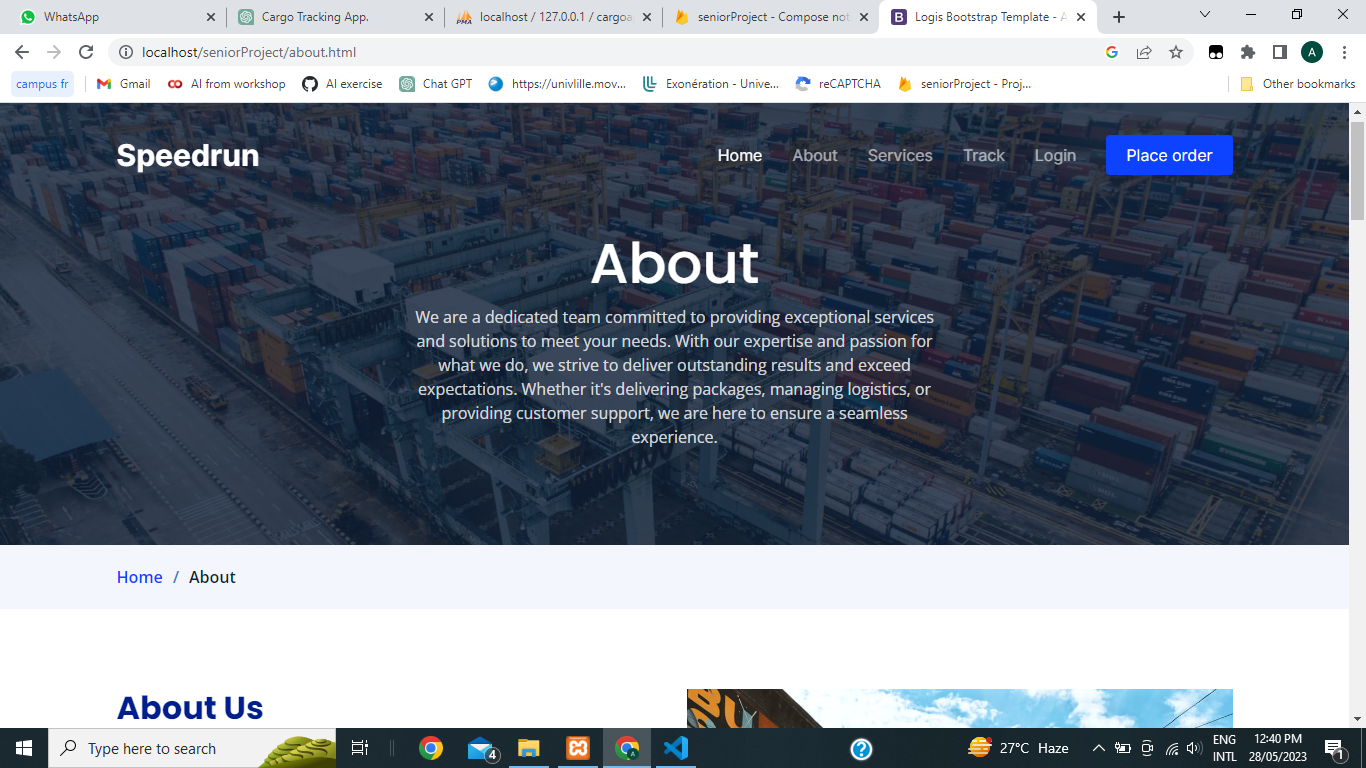 WhatsApp
Cargo Tracking App.
localhost / 127.0.0.1 / cargoa
seniorProject - Compose not
Logis Bootstrap Template - A
localhost/seniorProject/about.html
A
campus fr
Gmail
AI from workshop
AI exercise
Chat GPT
https://univlille.mov...
Exonération - Unive...
reCAPTCHA
seniorProject - Proj...
Other bookmarks
Speedrun
Home
About
Services
Track
Login
Place order
About
We are a dedicated team committed to providing exceptional services
and solutions to meet your needs. With our expertise and passion for
what we do, we strive to deliver outstanding results and exceed
expectations. Whether it's delivering packages, managing logistics, or
providing customer support, we are here to ensure a seamless
experience.
Home / About
About Us
Type here to search
4
27°C Haze
ENG
INTL
12:40 PM
28/05/2023
1